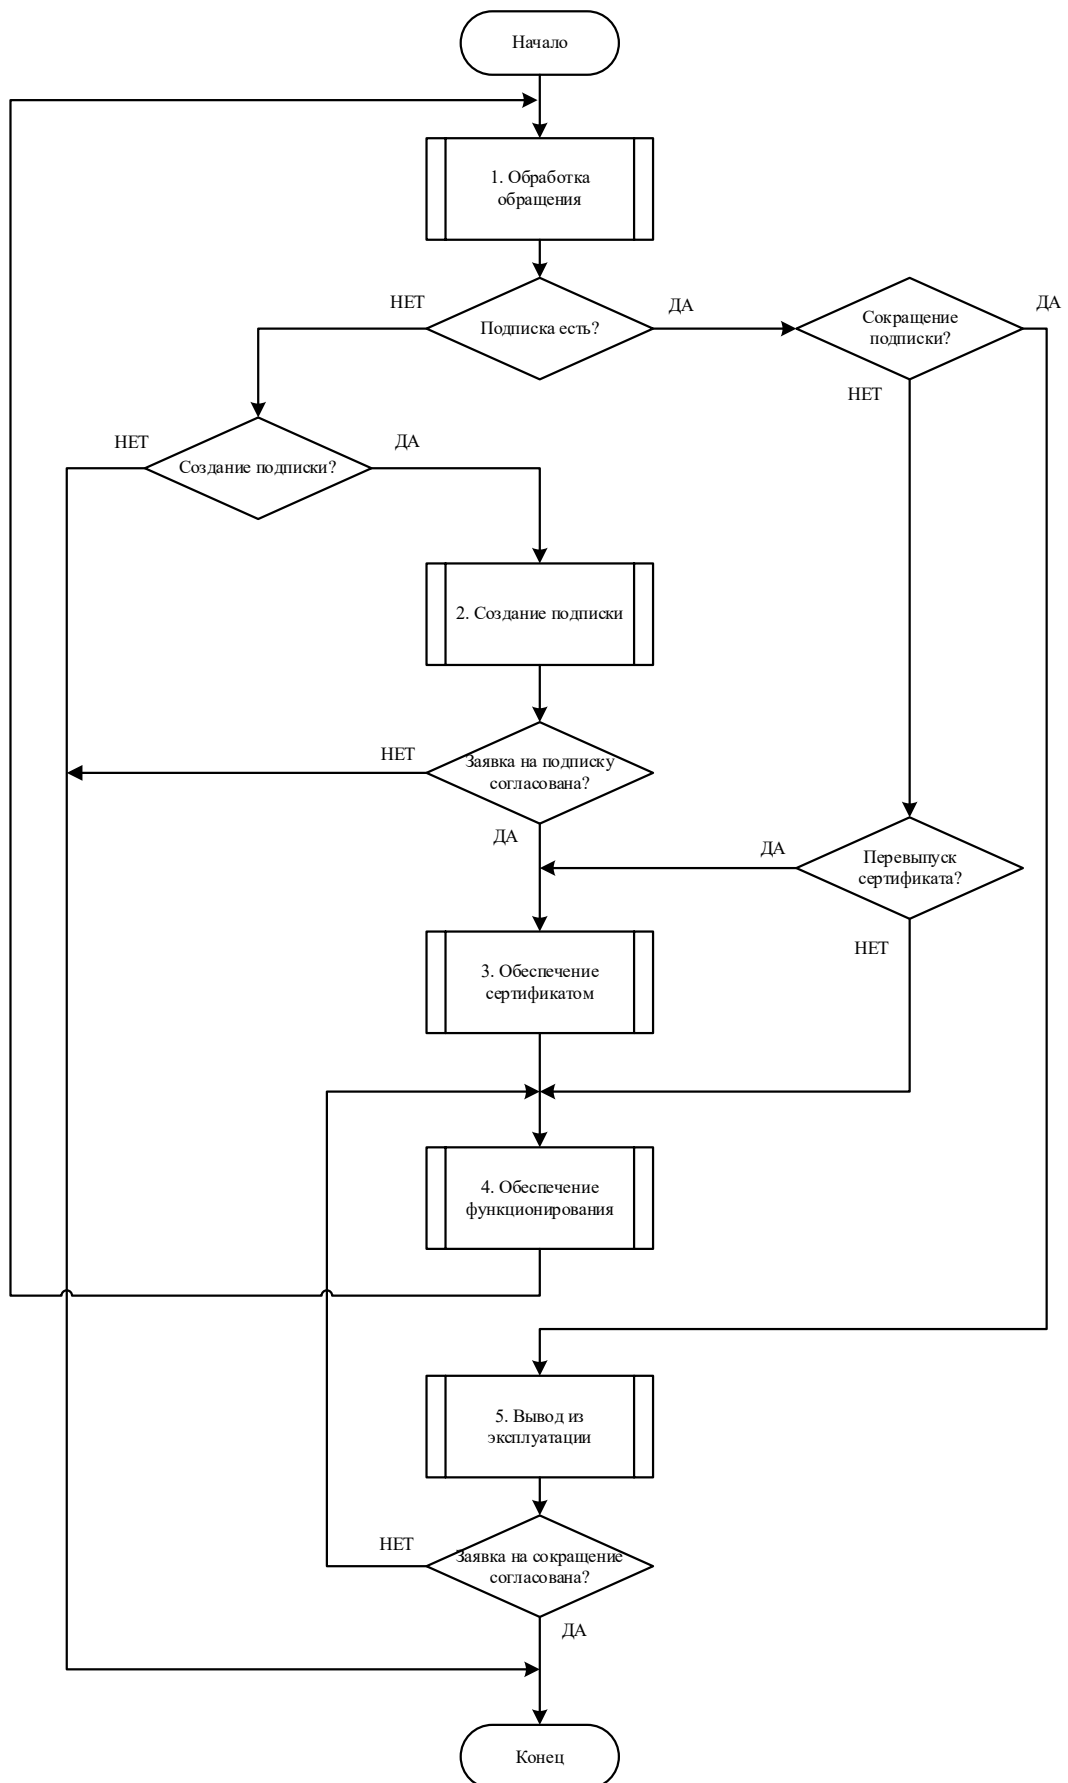 Начало
1. Обработка
обращения
НЕТ
Подписка есть?
ДА
Сокращение
подписки?
ДА
НЕТ
НЕТ
Создание подписки?
ДА
2. Создание подписки
НЕТ
Заявка на подписку
согласована?
ДА
ДА
Перевыпуск
сертификата?
НЕТ
3. Обеспечение
сертификатом
4. Обеспечение
функционирования
5. Вывод из
эксплуатации
НЕТ
Заявка на сокращение
согласована?
ДА
Конец